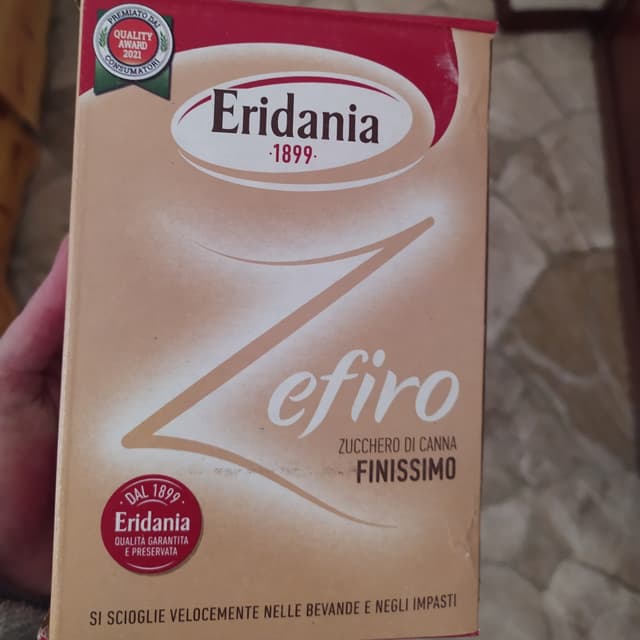 PREMIATO DAI
QUALITY
AWARD
2021
CONSUMATORI
Eridania
·1899·
Zefiro
ZUCCHERO DI CANNA
FINISSIMO
· DAL 1899 ·
Eridania
QUALITÀ GARANTITA
E PRESERVATA
SI SCIOGLIE VELOCEMENTE NELLE BEVANDE E NEGLI IMPASTI